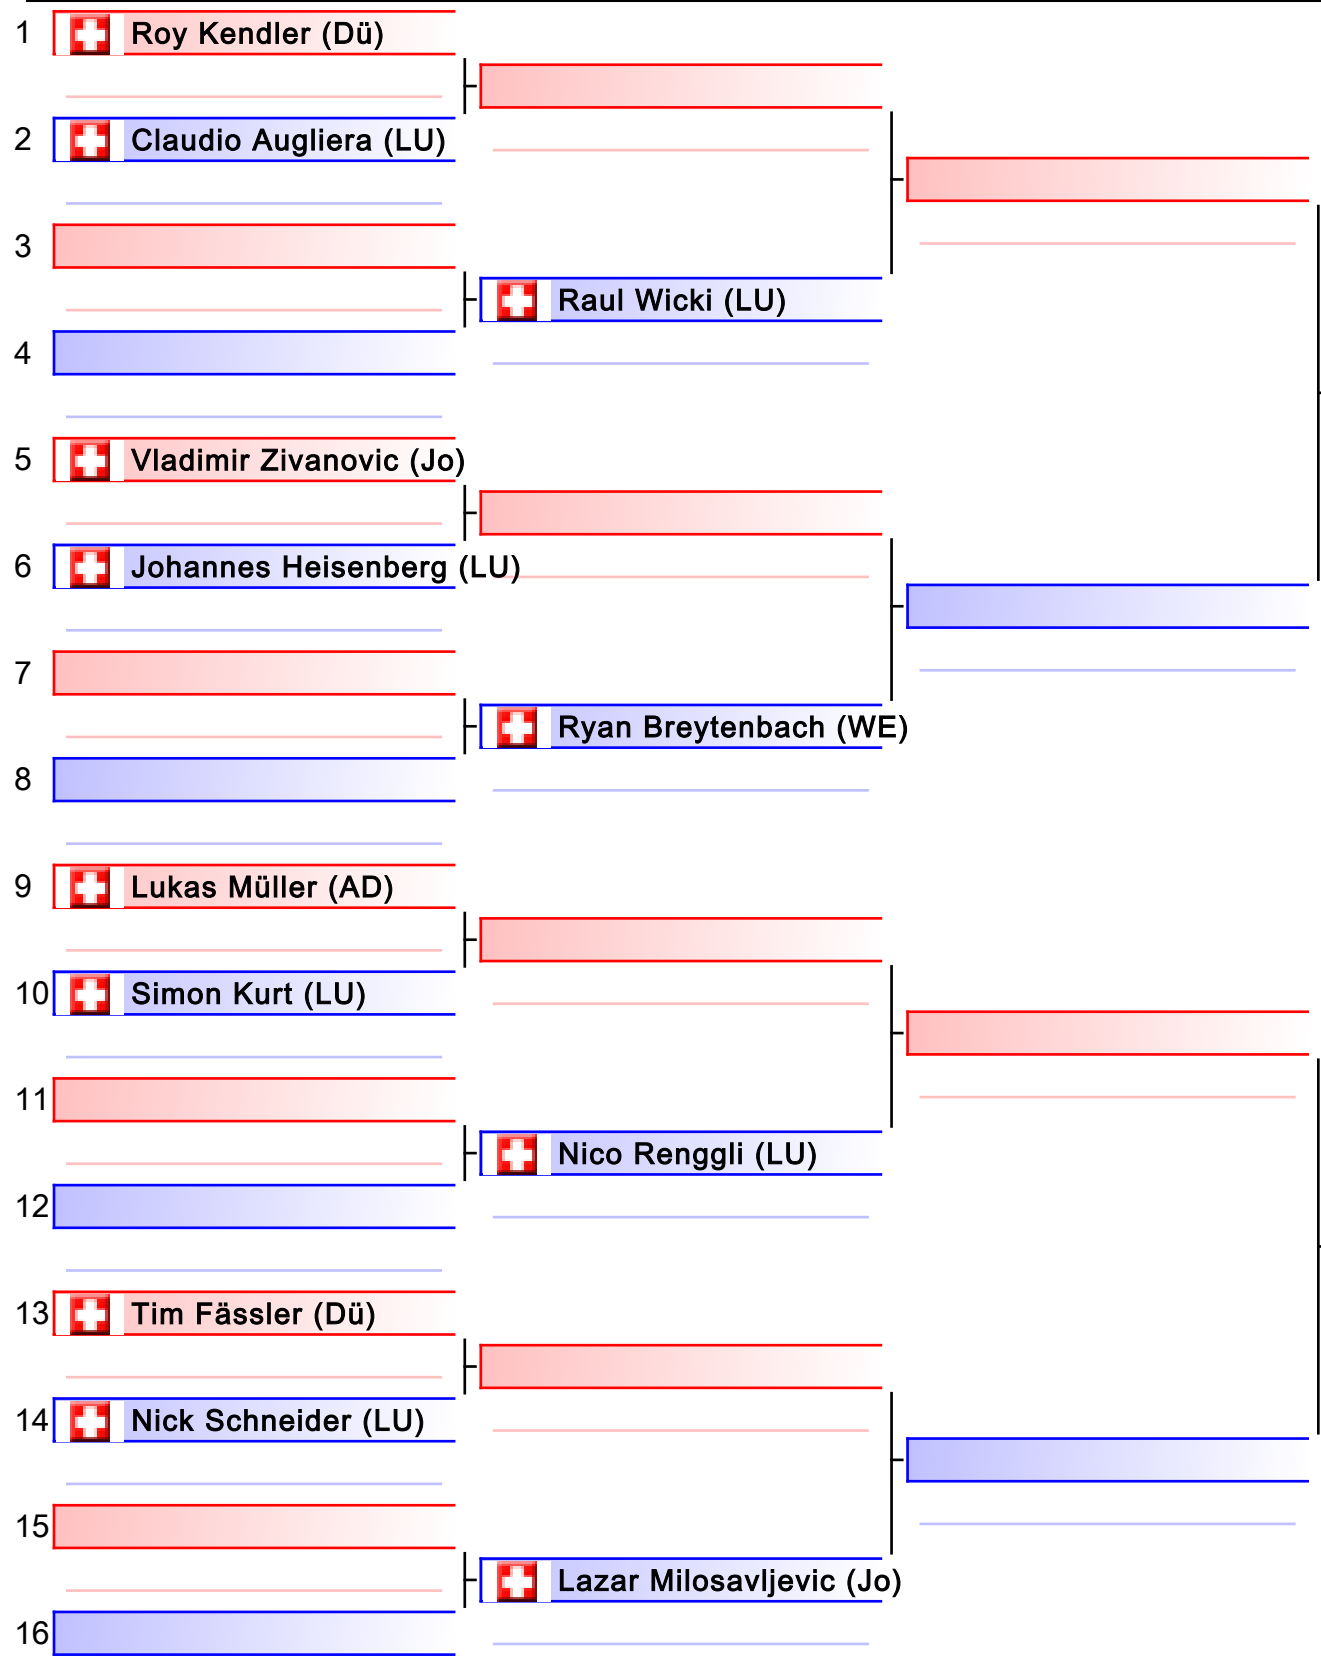 1 Roy Kendler (Dü)
2 Claudio Augliera (LU)
3
Raul Wicki (LU)
4
5 Vladimir Zivanovic (Jo)
6 Johannes Heisenberg (LU)
7
Ryan Breytenbach (WE)
8
9 Lukas Müller (AD)
10 Simon Kurt (LU)
11
Nico Renggli (LU)
12
13 Tim Fässler (Dü)
14 Nick Schneider (LU)
15
Lazar Milosavljevic (Jo)
16